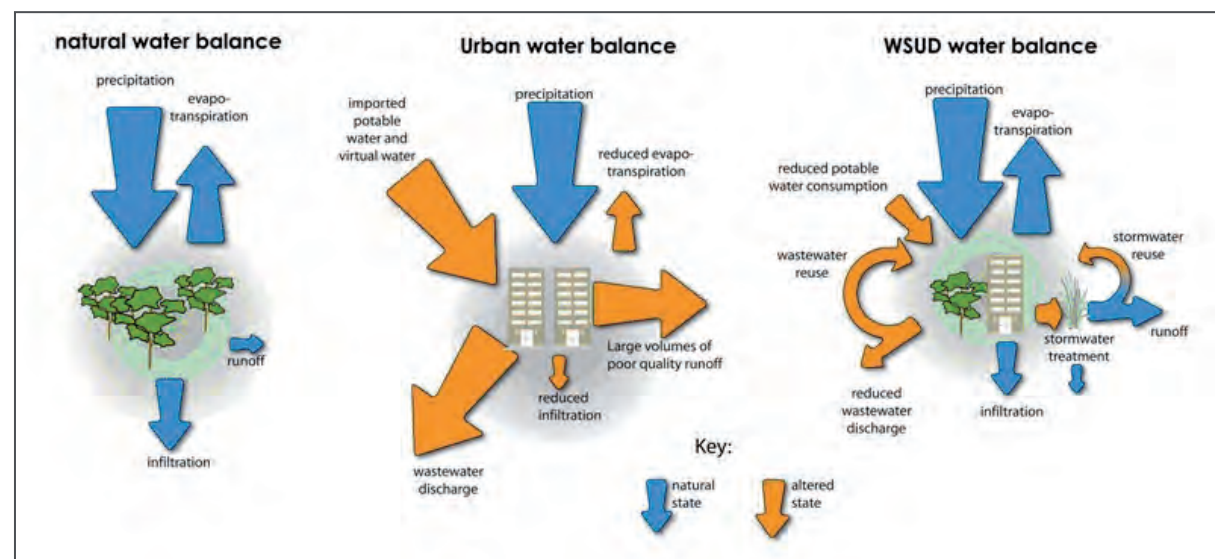 natural water balance
precipitation
evapo-
transpiration
runoff
infiltration
Urban water balance
precipitation
imported
potable
water and
virtual water
reduced evapo-
transpiration
Large volumes of
poor quality runoff
reduced
infiltration
wastewater
discharge
WSUD water balance
precipitation
evapo-
transpiration
reduced potable
water consumption
wastewater
reuse
stormwater
reuse
runoff
stormwater
treatment
infiltration
reduced
wastewater
discharge
Key:
natural
state
altered
state